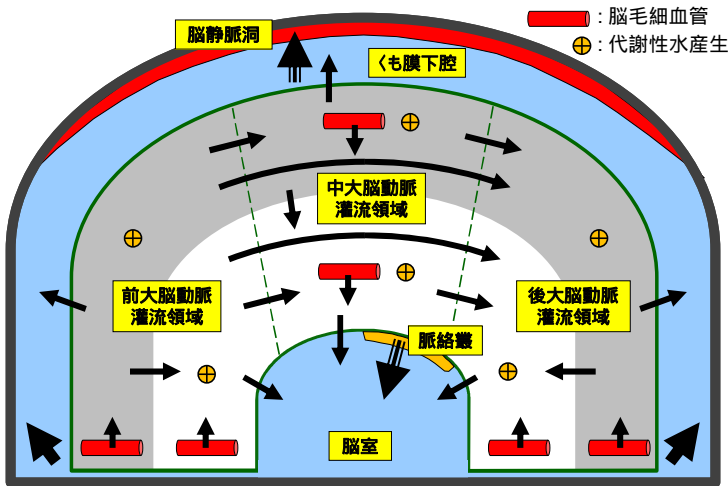 ：脳毛細血管
：代謝性水産生
脳静脈洞
くも膜下腔
中大脳動脈
灌流領域
前大脳動脈
灌流領域
後大脳動脈
灌流領域
脈絡叢
脳室